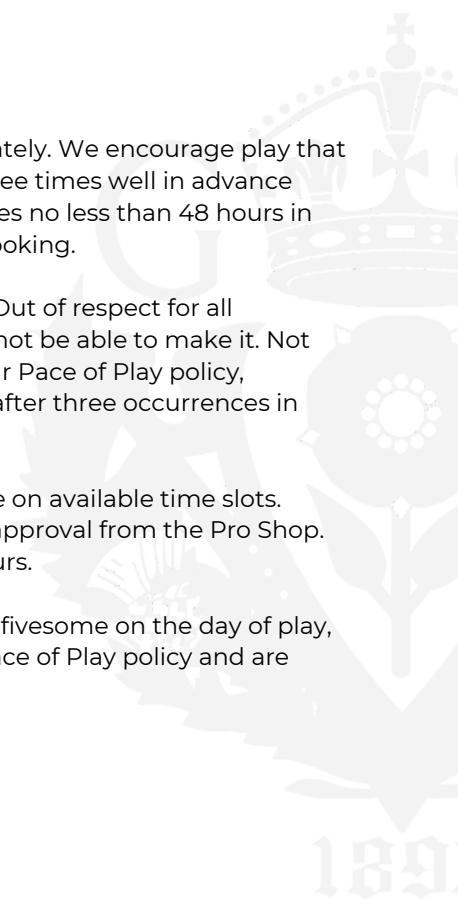 ately. We encourage play that
ee times well in advance
es no less than 48 hours in
ooking.
Out of respect for all
not be able to make it. Not
r Pace of Play policy,
after three occurrences in
e on available time slots.
approval from the Pro Shop.
urs.
fivesome on the day of play,
ace of Play policy and are
G
189